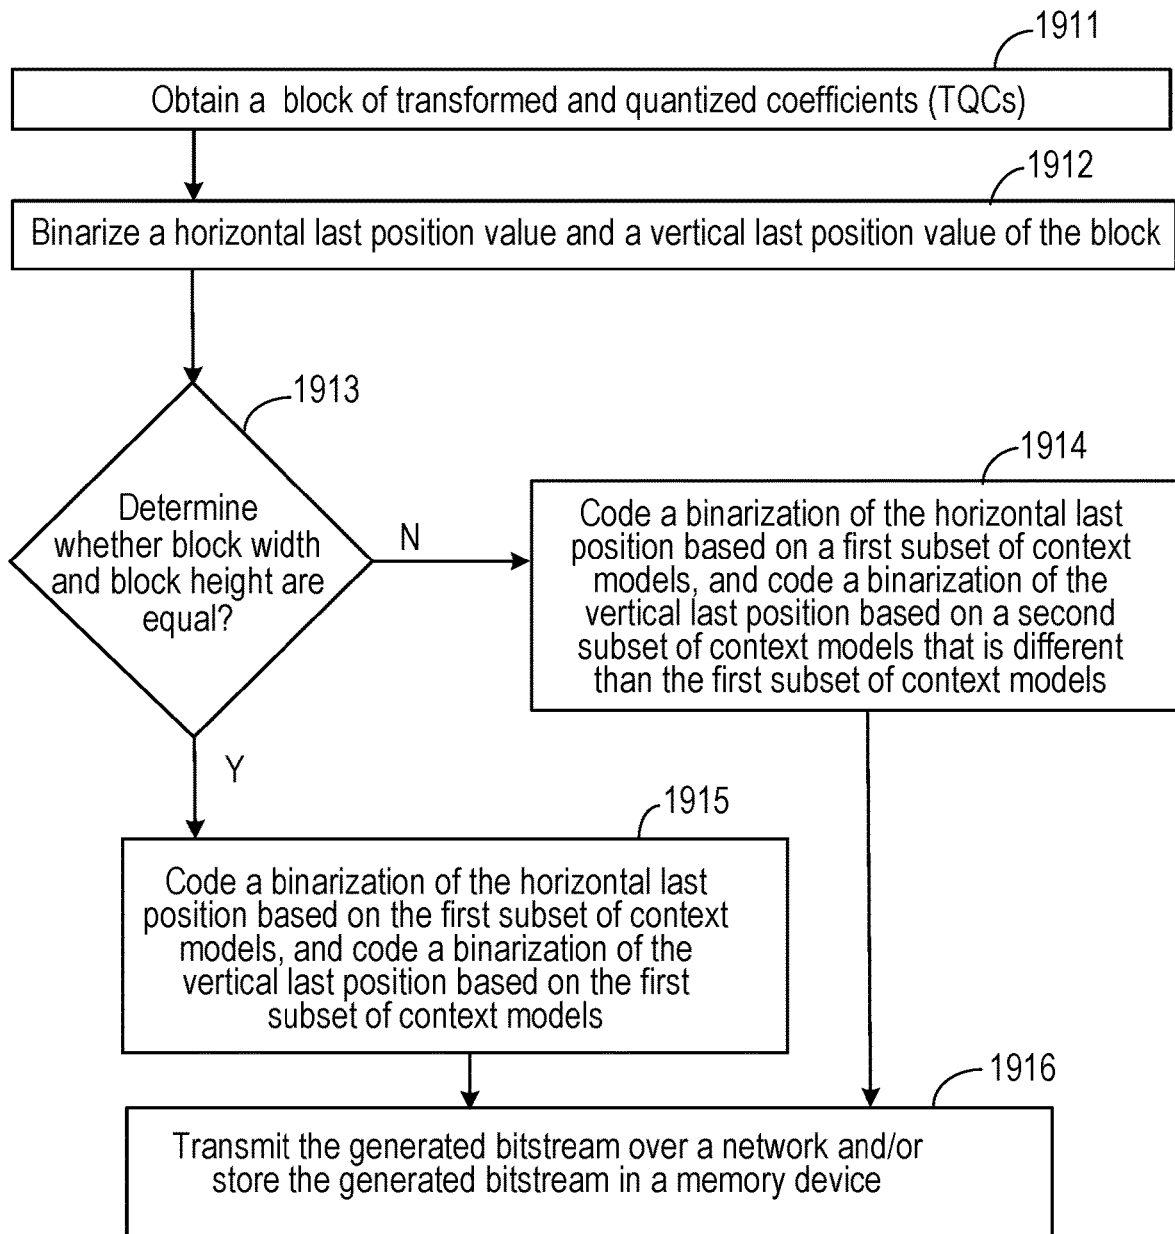 1911
Obtain a block of transformed and quantized coefficients (TQCs)
1912
Binarize a horizontal last position value and a vertical last position value of the block
1913
Determine
whether block width
and block height are
equal?
N
1914
Code a binarization of the horizontal last
position based on a first subset of context
models, and code a binarization of the
vertical last position based on a second
subset of context models that is different
than the first subset of context models
Y
1915
Code a binarization of the horizontal last
position based on the first subset of context
models, and code a binarization of the
vertical last position based on the first
subset of context models
1916
Transmit the generated bitstream over a network and/or
store the generated bitstream in a memory device